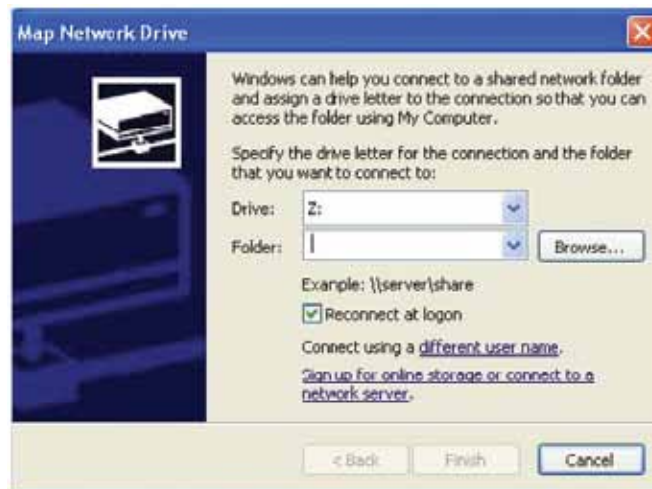 Map Network Drive
Windows can help you connect to a shared network folder
and assign a drive letter to the connection so that you can
access the folder using My Computer.
Specify the drive letter for the connection and the folder
that you want to connect to:
Drive: Z:
Folder: Browse...
Example: \\server\share
Reconnect at logon
Connect using a different user name.
Sign up for online storage or connect to a
network server.
< Back Finish Cancel